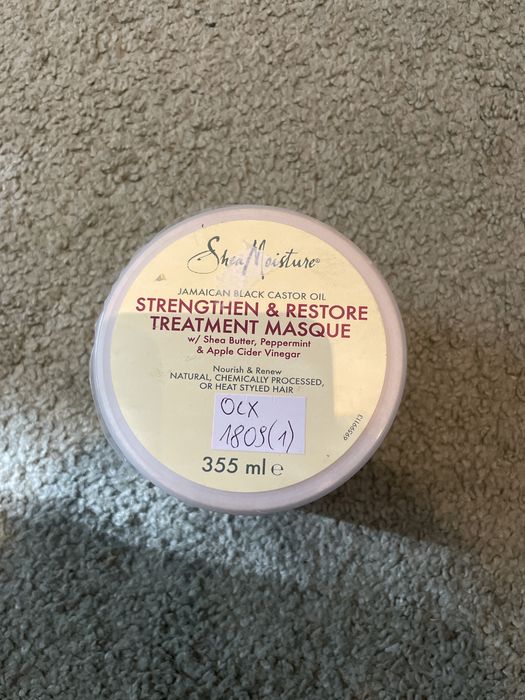 SheaMoisture®
JAMAICAN BLACK CASTOR OIL
STRENGTHEN & RESTORE
TREATMENT MASQUE
w/ Shea Butter, Peppermint
& Apple Cider Vinegar
Nourish & Renew
NATURAL, CHEMICALLY PROCESSED,
OR HEAT STYLED HAIR
OLX
1809(1)
355 ml e
69599113